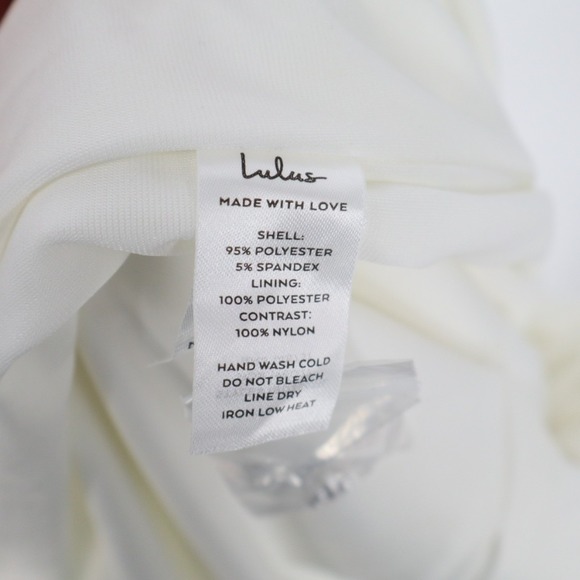 Lulus
MADE WITH LOVE
SHELL:
95% POLYESTER
5% SPANDEX
LINING:
100% POLYESTER
CONTRAST:
100% NYLON
HAND WASH COLD
DO NOT BLEACH
LINE DRY
IRON LOW HEAT